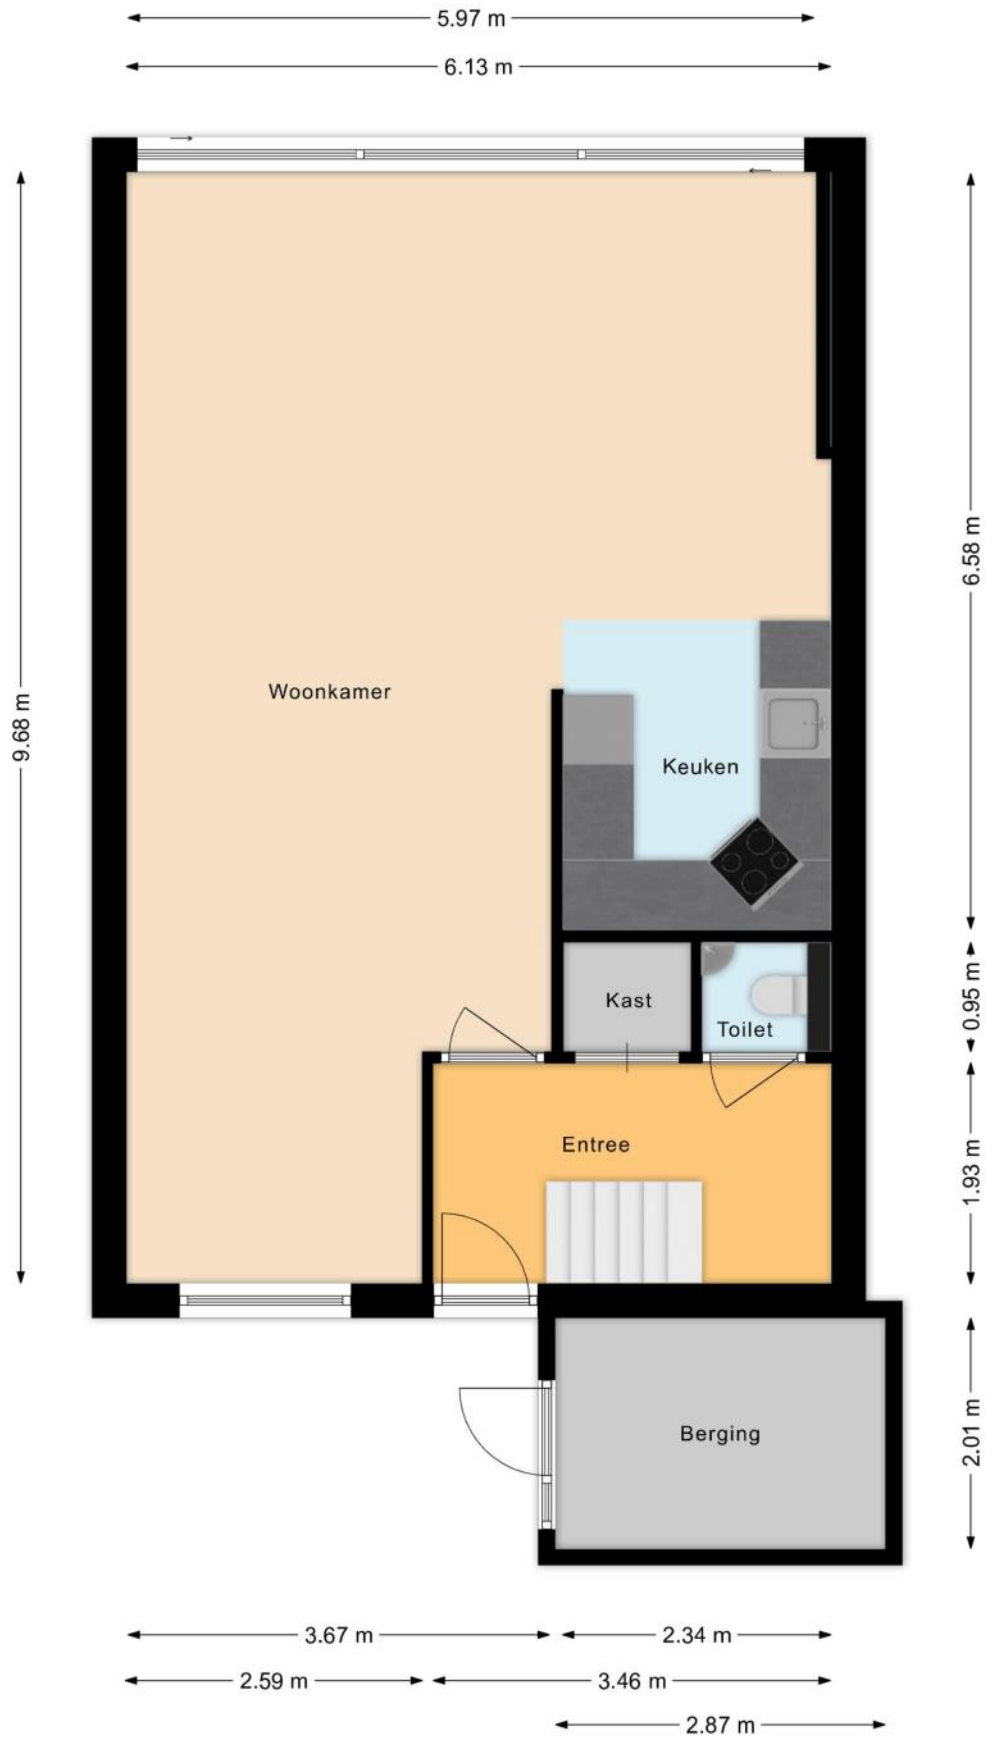 5.97 m
6.13 m
9.68 m
6.58 m
Woonkamer
Keuken
Kast
Toilet
0.95 m
Entree
1.93 m
Berging
2.01 m
3.67 m
2.34 m
2.59 m
3.46 m
2.87 m